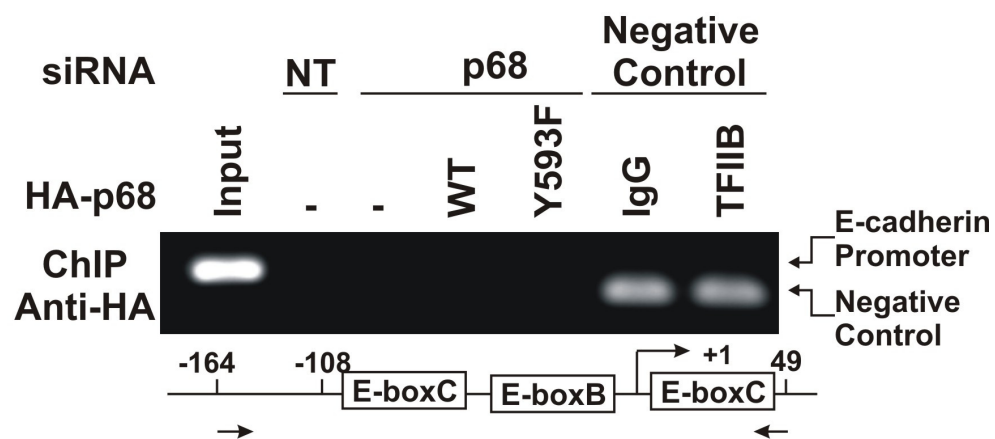 Negative
Control
siRNA NT p68
HA-p68 Input - - WT Y593F IgG TFIIB
ChIP
Anti-HA
E-cadherin
Promoter
Negative
Control
-164 -108 +1 49
E-boxC E-boxB E-boxC